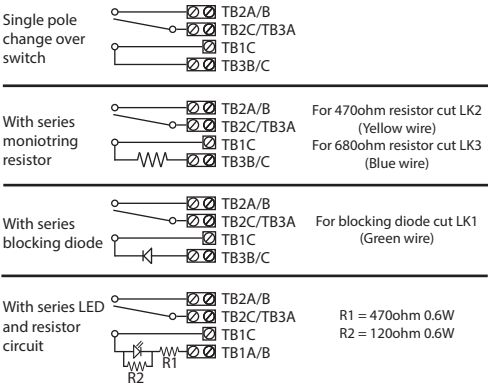 Single pole
change over
switch
TB2A/B
TB2C/TB3A
TB1C
TB3B/C
With series
moniotring
resistor
TB2A/B
TB2C/TB3A
TB1C
TB3B/C
For 470ohm resistor cut LK2
(Yellow wire)
For 680ohm resistor cut LK3
(Blue wire)
With series
blocking diode
TB2A/B
TB2C/TB3A
TB1C
TB3B/C
For blocking diode cut LK1
(Green wire)
With series LED
and resistor
circuit
TB2A/B
TB2C/TB3A
TB1C
TB1A/B
R1
R2
R1 = 470ohm 0.6W
R2 = 120ohm 0.6W